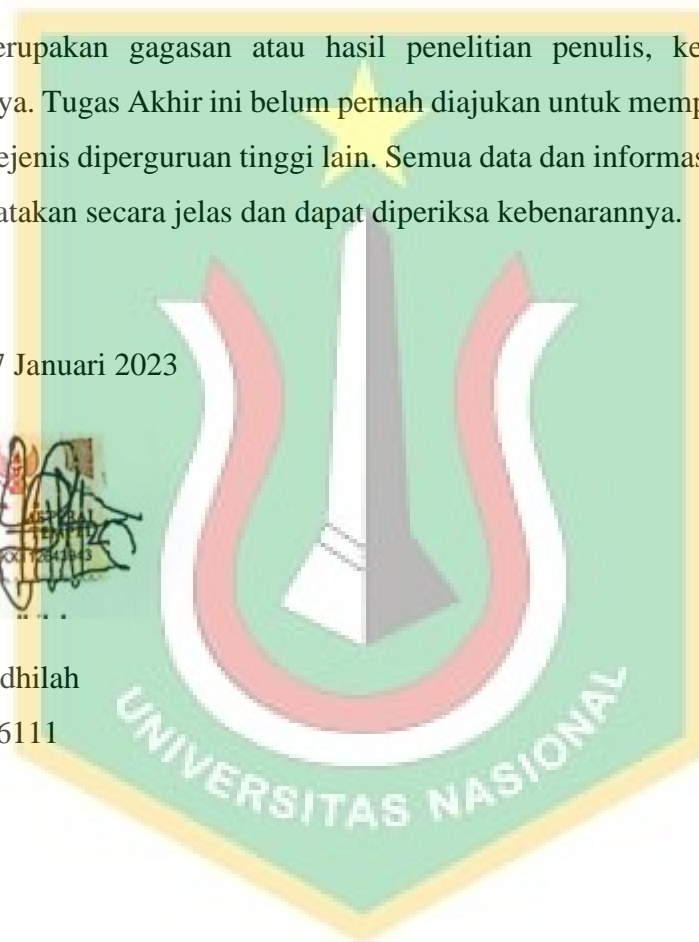 erupakan gagasan atau hasil penelitian penulis, ke
ya. Tugas Akhir ini belum pernah diajukan untuk memp
ejenis diperguruan tinggi lain. Semua data dan informas
atakan secara jelas dan dapat diperiksa kebenarannya.
7 Januari 2023
TEMPEL
dhilah
6111
UNIVERSITAS NASIONAL